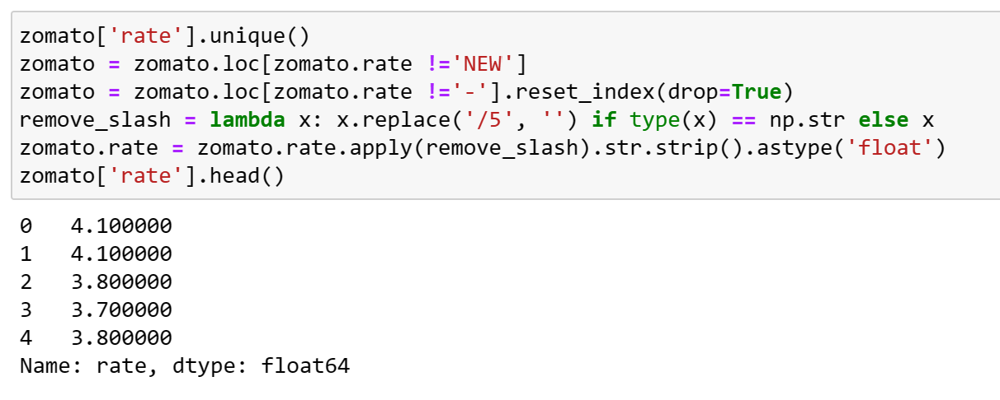 zomato['rate'].unique()
zomato = zomato.loc[zomato.rate !='NEW']
zomato = zomato.loc[zomato.rate !='-'].reset_index(drop=True)
remove_slash = lambda x: x.replace('/5', '') if type(x) == np.str else x
zomato.rate = zomato.rate.apply(remove_slash).str.strip().astype('float')
zomato['rate'].head()
0   4.100000
1   4.100000
2   3.800000
3   3.700000
4   3.800000
Name: rate, dtype: float64